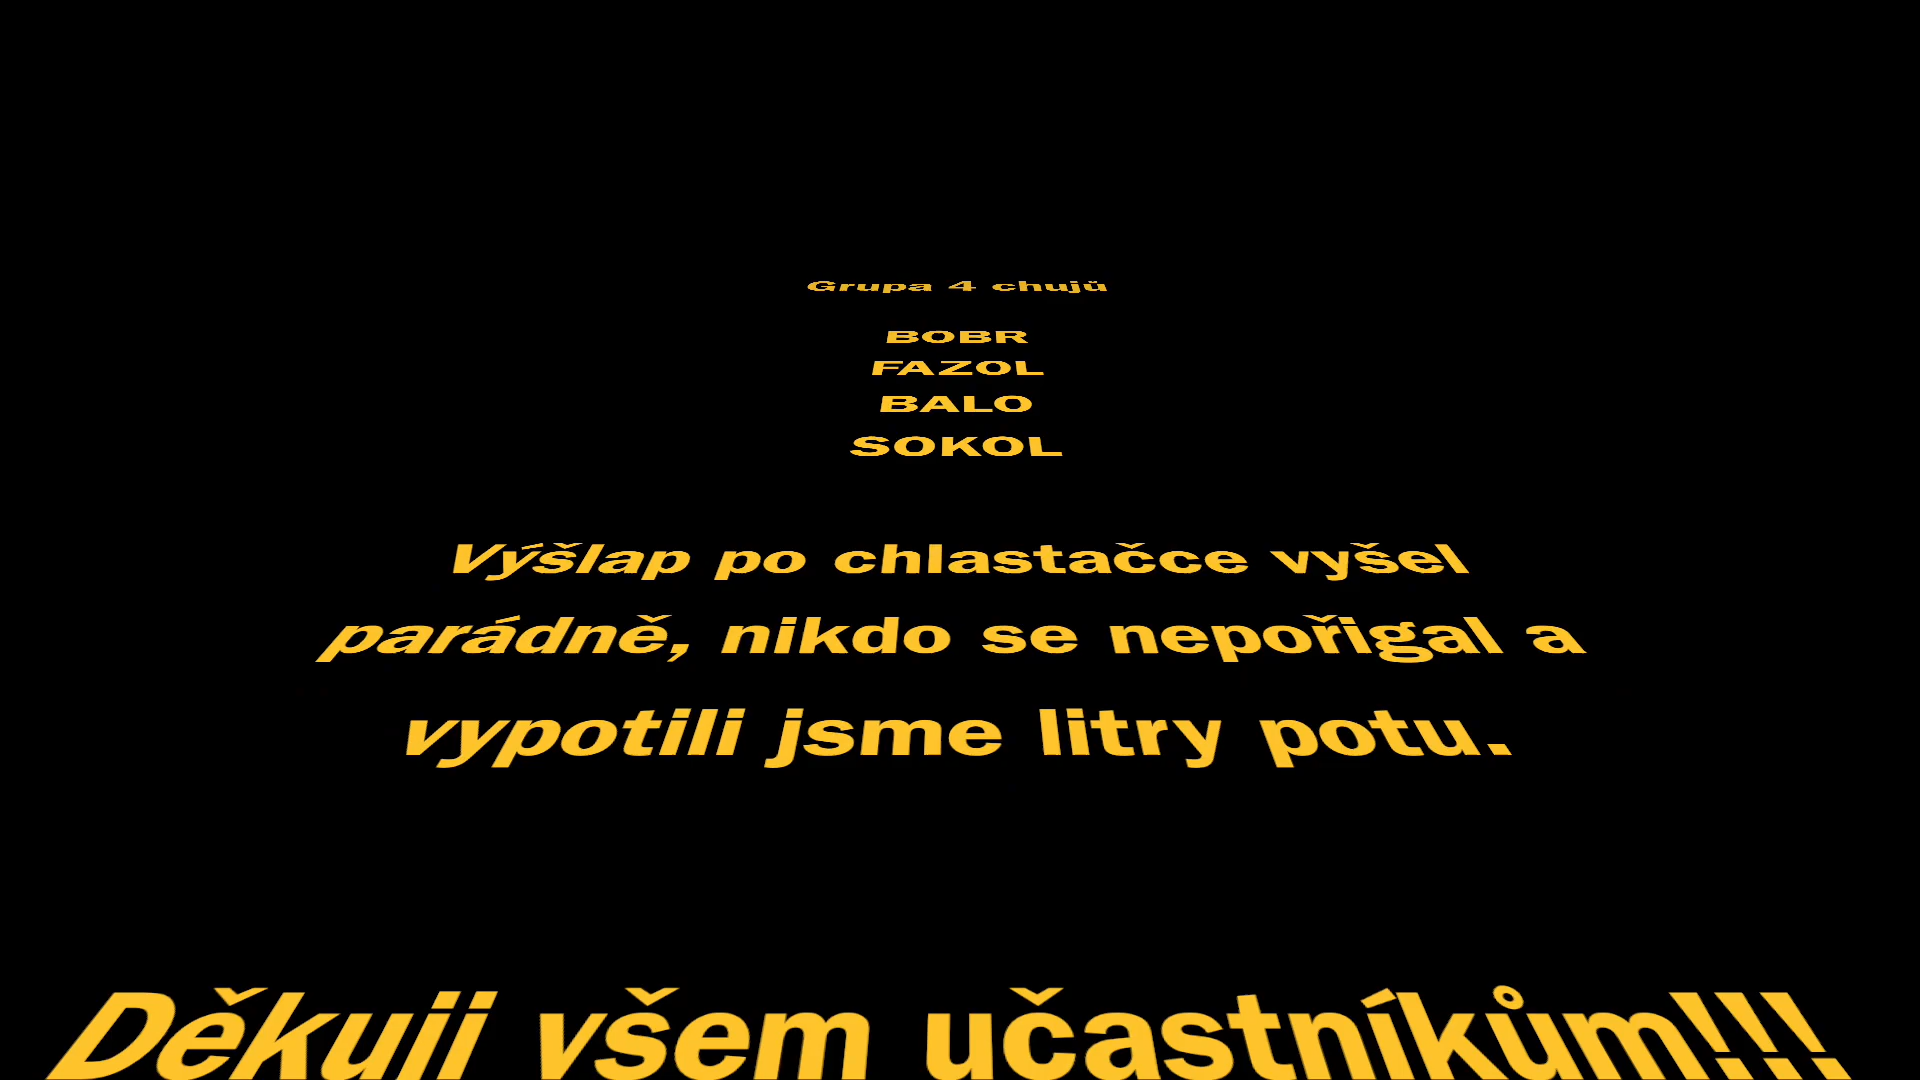 Grupa 4 chujů
BOBR
FAZOL
BALO
SOKOL
Výšlap po chlastačce vyšel
parádně, nikdo se nepořigal a
vypotili jsme litry potu.
Děkuji všem učastníkům!!!